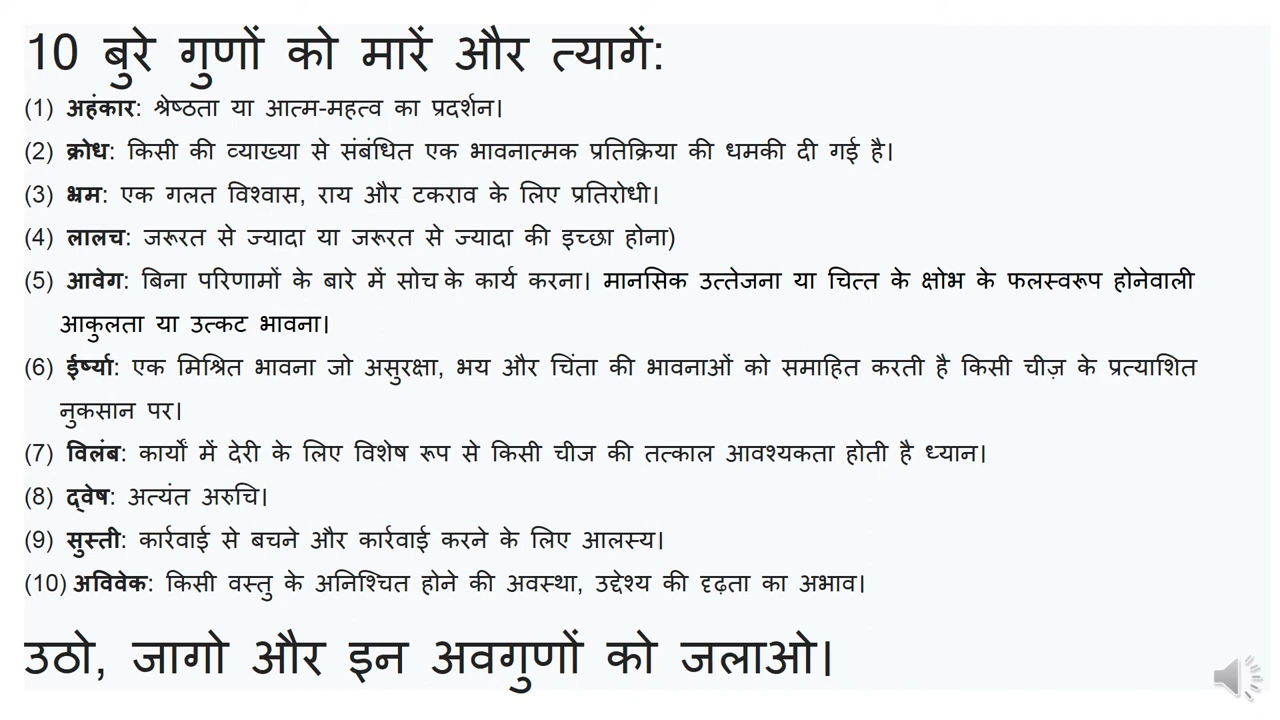 10 बुरे गुणों को मारें और त्यागें:
(1) अहंकार: श्रेष्ठता या आत्म-महत्व का प्रदर्शन।
(2) क्रोध: किसी की व्याख्या से संबंधित एक भावनात्मक प्रतिक्रिया की धमकी दी गई है।
(3) भ्रम: एक गलत विश्वास, राय और टकराव के लिए प्रतिरोधी।
(4) लालच: जरूरत से ज्यादा या जरूरत से ज्यादा की इच्छा होना)
(5) आवेग: बिना परिणामों के बारे में सोच के कार्य करना। मानसिक उत्तेजना या चित्त के क्षोभ के फलस्वरूप होनेवाली
आकुलता या उत्कट भावना।
(6) ईर्ष्या: एक मिश्रित भावना जो असुरक्षा, भय और चिंता की भावनाओं को समाहित करती है किसी चीज़ के प्रत्याशित
नुकसान पर।
(7) विलंब: कार्यों में देरी के लिए विशेष रूप से किसी चीज की तत्काल आवश्यकता होती है ध्यान।
(8) द्वेष: अत्यंत अरुचि।
(9) सुस्ती: कार्रवाई से बचने और कार्रवाई करने के लिए आलस्य।
(10) अविवेक: किसी वस्तु के अनिश्चित होने की अवस्था, उद्देश्य की दृढ़ता का अभाव।
उठो, जागो और इन अवगुणों को जलाओ।